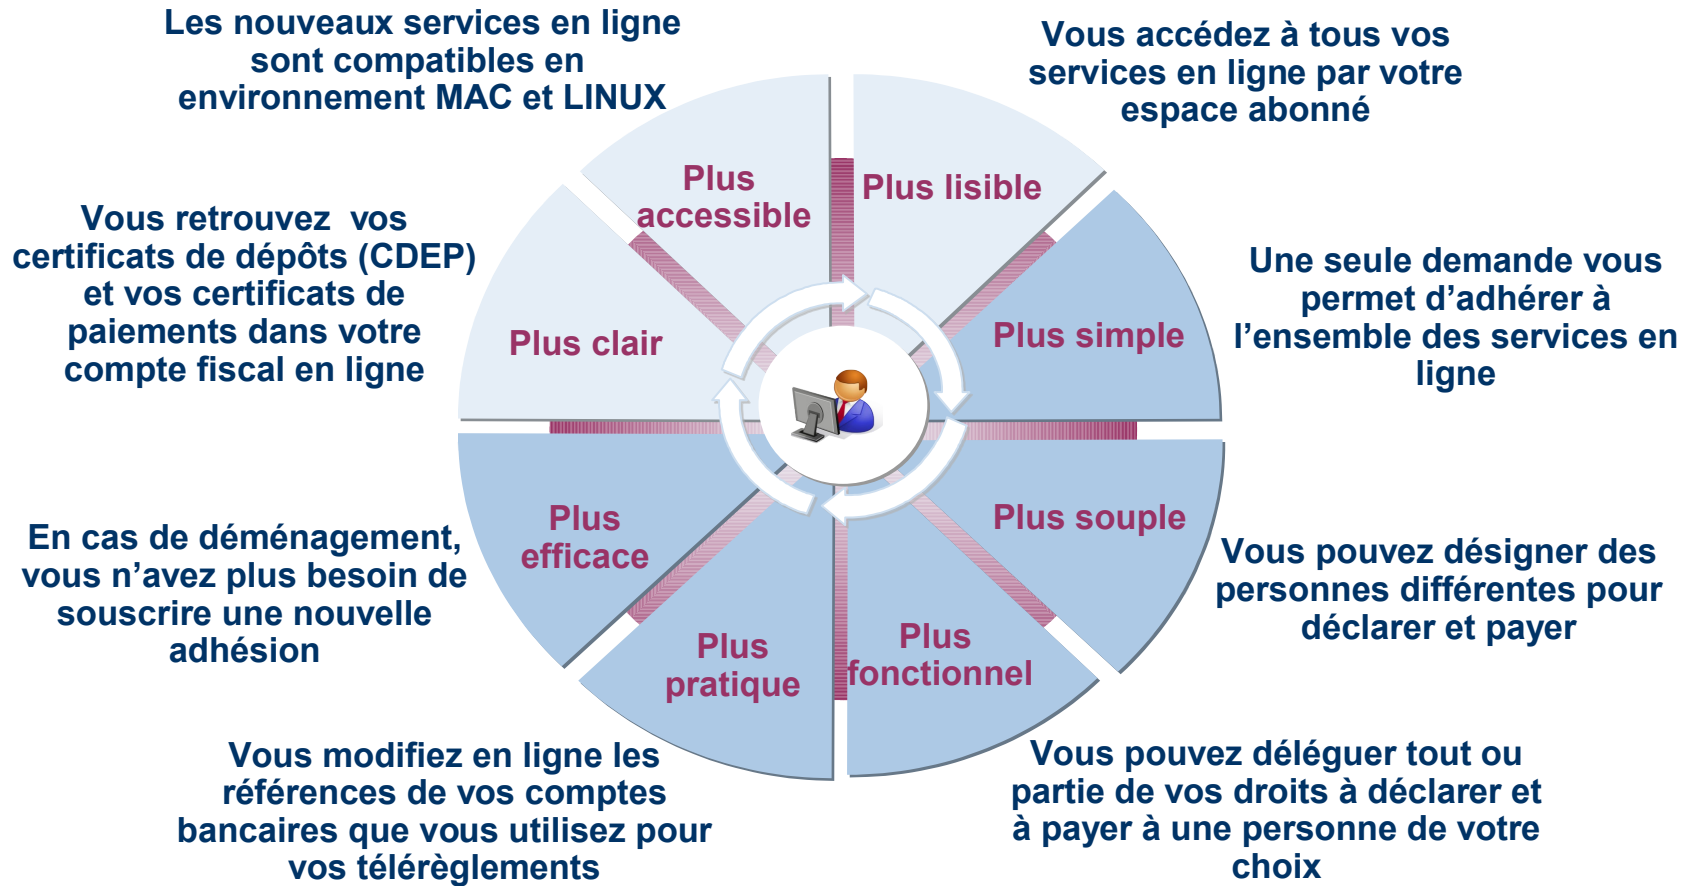 Les nouveaux services en ligne
sont compatibles en
environnement MAC et LINUX
Vous accédez à tous vos
services en ligne par votre
espace abonné
Plus
accessible
Plus lisible
Vous retrouvez  vos
certificats de dépôts (CDEP)
et vos certificats de
paiements dans votre
compte fiscal en ligne
Plus clair
Plus simple
Une seule demande vous
permet d’adhérer à
l’ensemble des services en
ligne
En cas de déménagement,
vous n’avez plus besoin de
souscrire une nouvelle
adhésion
Plus
efficace
Plus souple
Vous pouvez désigner des
personnes différentes pour
déclarer et payer
Plus
pratique
Plus
fonctionnel
Vous modifiez en ligne les
références de vos comptes
bancaires que vous utilisez pour
vos télérèglements
Vous pouvez déléguer tout ou
partie de vos droits à déclarer et
à payer à une personne de votre
choix